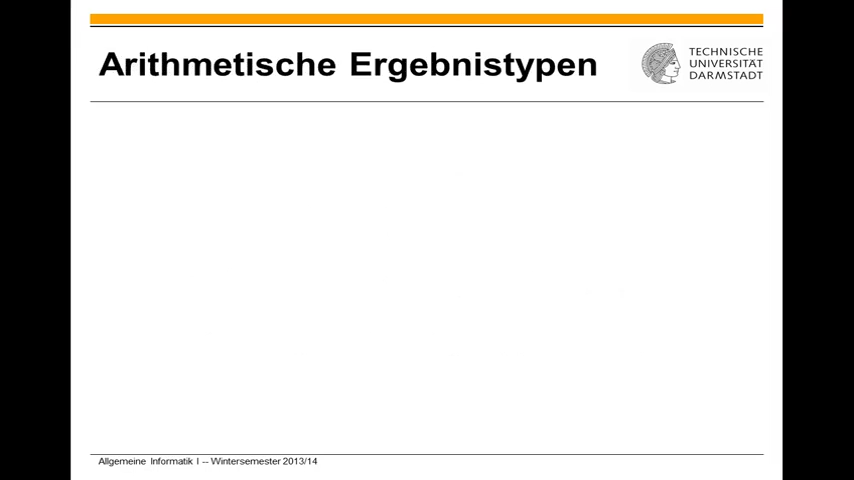 Arithmetische Ergebnistypen
TECHNISCHE
UNIVERSITÄT
DARMSTADT
Allgemeine Informatik I -- Wintersemester 2013/14